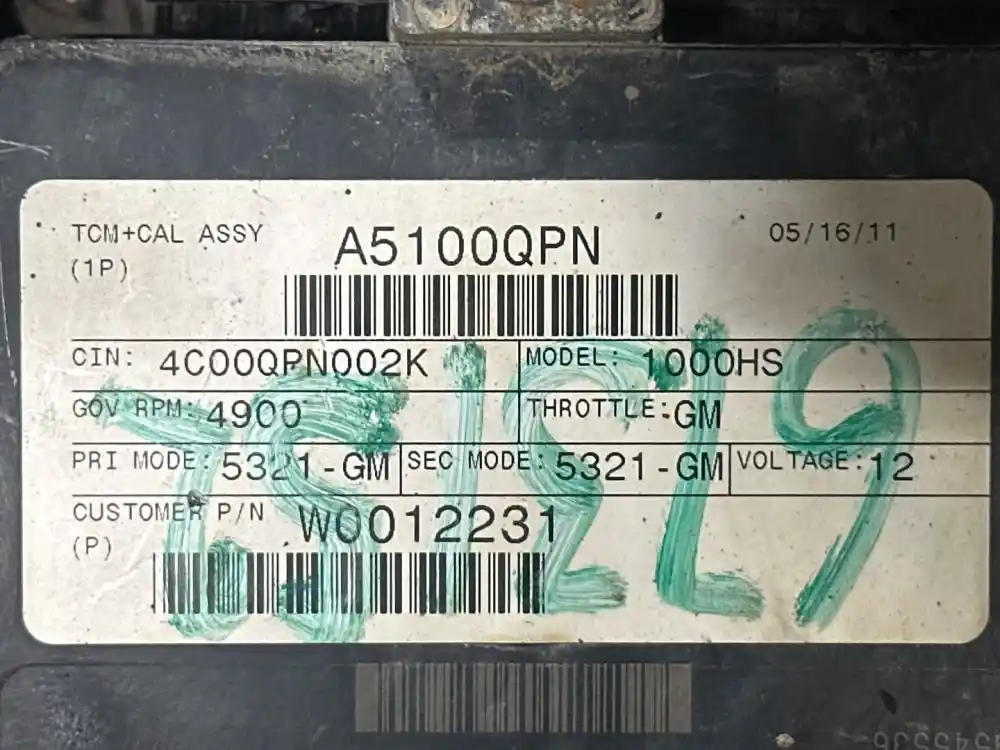 TCM+CAL ASSY A5100QPN 05/16/11
(1P)
CIN: 4C00QPN002K MODEL: 1000HS
GOV RPM: 4900 THROTTLE: GM
PRI MODE: 5321-GM SEC MODE: 5321-GM VOLTAGE: 12
CUSTOMER P/N W0012231
(P)